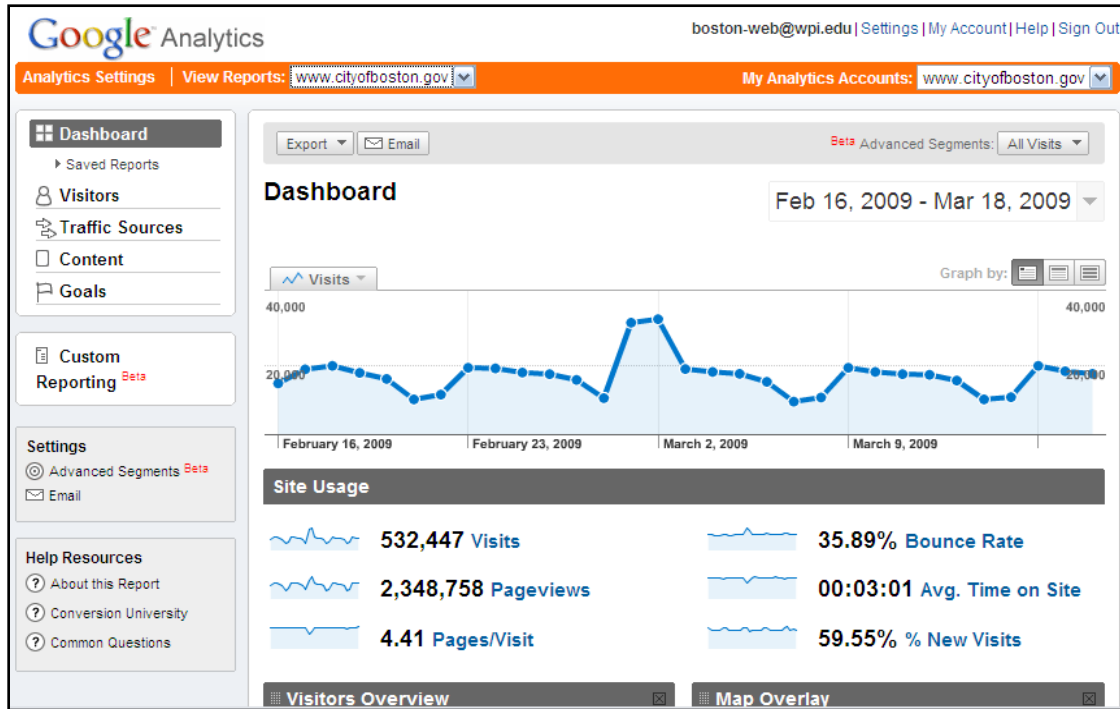 Google Analytics
boston-web@wpi.edu | Settings | My Account | Help | Sign Out
Analytics Settings | View Reports: www.cityofboston.gov
My Analytics Accounts: www.cityofboston.gov
Dashboard
Saved Reports
Visitors
Traffic Sources
Content
Goals
Custom
Reporting Beta
Settings
Advanced Segments Beta
Email
Help Resources
? About this Report
? Conversion University
? Common Questions
Export Email
Beta Advanced Segments: All Visits
Dashboard
Feb 16, 2009 - Mar 18, 2009
Visits
Graph by:
40,000 40,000
20,000 20,000
February 16, 2009 February 23, 2009 March 2, 2009 March 9, 2009
Site Usage
532,447 Visits
35.89% Bounce Rate
2,348,758 Pageviews
00:03:01 Avg. Time on Site
4.41 Pages/Visit
59.55% % New Visits
Visitors Overview
Map Overlay